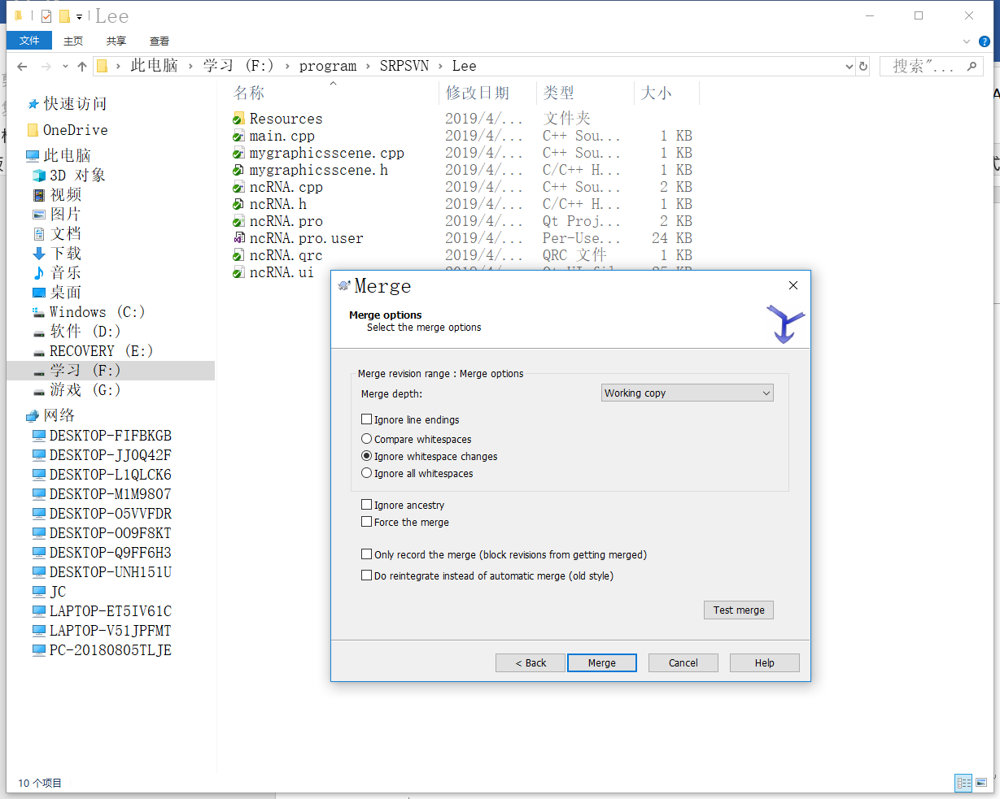 Lee
文件 主页 共享 查看
此电脑 › 学习 (F:) › program › SRPSVN › Lee
搜索"...
名称 修改日期 类型 大小
Resources 2019/4/... 文件夹
main.cpp 2019/4/... C++ Sou... 1 KB
mygraphicsscene.cpp 2019/4/... C++ Sou... 1 KB
mygraphicsscene.h 2019/4/... C/C++ H... 1 KB
ncRNA.cpp 2019/4/... C++ Sou... 2 KB
ncRNA.h 2019/4/... C/C++ H... 1 KB
ncRNA.pro 2019/4/... Qt Proj... 2 KB
ncRNA.pro.user 2019/4/... Per-Use... 24 KB
ncRNA.qrc 2019/4/... QRC 文件 1 KB
ncRNA.ui
快速访问
OneDrive
此电脑
3D 对象
视频
图片
文档
下载
音乐
桌面
Windows (C:)
软件 (D:)
RECOVERY (E:)
学习 (F:)
游戏 (G:)
网络
DESKTOP-FIFBKGB
DESKTOP-JJ0Q42F
DESKTOP-L1QLCK6
DESKTOP-M1M9807
DESKTOP-O5VVFDR
DESKTOP-OO9F8KT
DESKTOP-Q9FF6H3
DESKTOP-UNH151U
JC
LAPTOP-ET5IV61C
LAPTOP-V51JPFMT
PC-20180805TLJE
Merge
Merge options
Select the merge options
Merge revision range : Merge options
Merge depth: Working copy
Ignore line endings
Compare whitespaces
Ignore whitespace changes
Ignore all whitespaces
Ignore ancestry
Force the merge
Only record the merge (block revisions from getting merged)
Do reintegrate instead of automatic merge (old style)
Test merge
< Back Merge Cancel Help
10 个项目